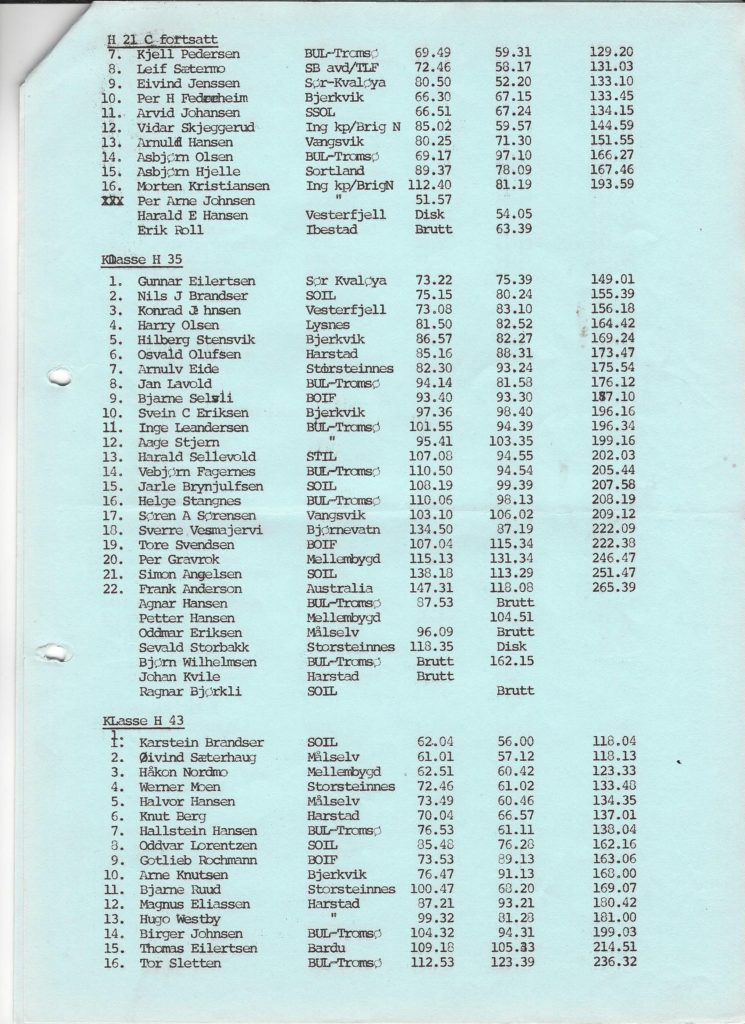 H 21 C fortsatt
7. Kjell Pedersen BUL-Tromsø 69.49 59.31 129.20
8. Leif Sætermo SB avd/TLF 72.46 58.17 131.03
9. Eivind Jenssen Sør-Kvaløya 80.50 52.20 133.10
10. Per H Bjerkvik 66.30 67.15 133.45
11. Arvid Johansen SSOL 66.51 67.24 134.15
12. Vidar Skjeggerud Ing kp/Brig N 85.02 59.57 144.59
13. Arnuld Hansen Vangsvik 80.25 71.30 151.55
14. Asbjørn Olsen BUL-Tromsø 69.17 97.10 166.27
15. Asbjørn Hjelle Sortland 89.37 78.09 167.46
16. Morten Kristiansen Ing kp/BrigN 112.40 81.19 193.59
XXX Per Arne Johnsen " 51.57
Harald E Hansen Vesterfjell Disk 54.05
Erik Roll Ibestad Brutt 63.39
Klasse H 35
1. Gunnar Eilertsen Sør Kvaløya 73.22 75.39 149.01
2. Nils J Brandser SOIL 75.15 80.24 155.39
3. Konrad Johnsen Vesterfjell 73.08 83.10 156.18
4. Harry Olsen Lysnes 81.50 82.52 164.42
5. Hilberg Stensvik Bjerkvik 86.57 82.27 169.24
6. Osvald Olufsen Harstad 85.16 88.31 173.47
7. Arnulv Eide Storsteinnes 82.30 93.24 175.54
8. Jan Lavold BUL-Tromsø 94.14 81.58 176.12
9. Bjarne Selsli BOIF 93.40 93.30 187.10
10. Svein C Eriksen Bjerkvik 97.36 98.40 196.16
11. Inge Leandersen BUL-Tromsø 101.55 94.39 196.34
12. Aage Stjern " 95.41 103.35 199.16
13. Harald Sellevold STIL 107.08 94.55 202.03
14. Vebjørn Fagernes BUL-Tromsø 110.50 94.54 205.44
15. Jarle Brynjulfsen SOIL 108.19 99.39 207.58
16. Helge Stangnes BUL-Tromsø 110.06 98.13 208.19
17. Søren A Sørensen Vangsvik 103.10 106.02 209.12
18. Sverre Vesmajervi Bjørnevatn 134.50 87.19 222.09
19. Tore Svendsen BOIF 107.04 115.34 222.38
20. Per Gravrok Mellembygd 115.13 131.34 246.47
21. Simon Angelsen SOIL 138.18 113.29 251.47
22. Frank Anderson Australia 147.31 118.08 265.39
Agnar Hansen BUL-Tromsø 87.53 Brutt
Petter Hansen Mellembygd 104.51
Oddmar Eriksen Målselv 96.09 Brutt
Sevald Storbakk Storsteinnes 118.35 Disk
Bjørn Wilhelmsen BUL-Tromsø Brutt 162.15
Johan Kvile Harstad Brutt
Ragnar Bjørkli SOIL Brutt
KLasse H 43
1. Karstein Brandser SOIL 62.04 56.00 118.04
2. Øivind Sæterhaug Målselv 61.01 57.12 118.13
3. Håkon Nordmo Mellembygd 62.51 60.42 123.33
4. Werner Moen Storsteinnes 72.46 61.02 133.48
5. Halvor Hansen Målselv 73.49 60.46 134.35
6. Knut Berg Harstad 70.04 66.57 137.01
7. Hallstein Hansen BUL-Tromsø 76.53 61.11 138.04
8. Oddvar Lorentzen SOIL 85.48 76.28 162.16
9. Gotlieb Rochmann BOIF 73.53 89.13 163.06
10. Arne Knutsen Bjerkvik 76.47 91.13 168.00
11. Bjarne Ruud Storsteinnes 100.47 68.20 169.07
12. Magnus Eliassen Harstad 87.21 93.21 180.42
13. Hugo Westby " 99.32 81.28 181.00
14. Birger Johnsen BUL-Tromsø 104.32 94.31 199.03
15. Thomas Eilertsen Bardu 109.18 105.33 214.51
16. Tor Sletten BUL-Tromsø 112.53 123.39 236.32